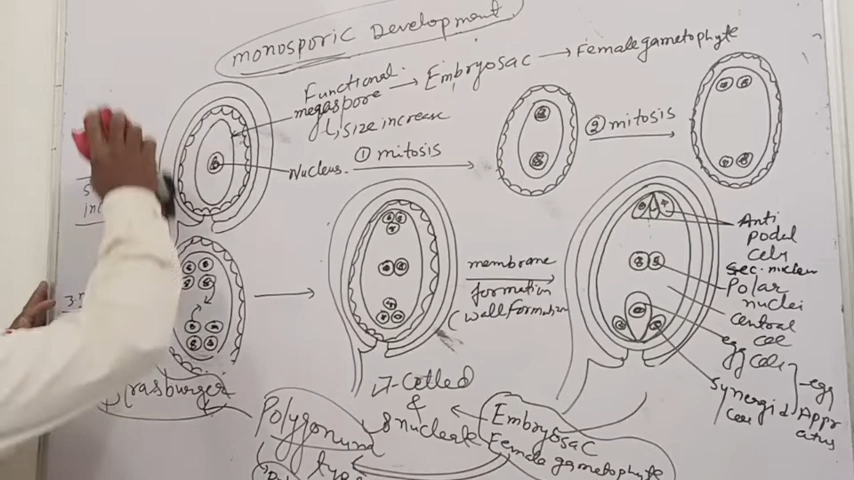 monosporic Development
Functional
megaspore → Embryosac → Female gametophyte
↳ size increase
Nucleus.
① mitosis
② mitosis
membrane
formation
(wall formation
Anti
podal
cells
Sec. nucleus
Polar
nuclei
central
cell
egg cell
synergid
cell
egg
Appr
atus
Strasburger
Polygonum
type
7-celled
&
8 nucleate
Embryosac
Female gametophyte